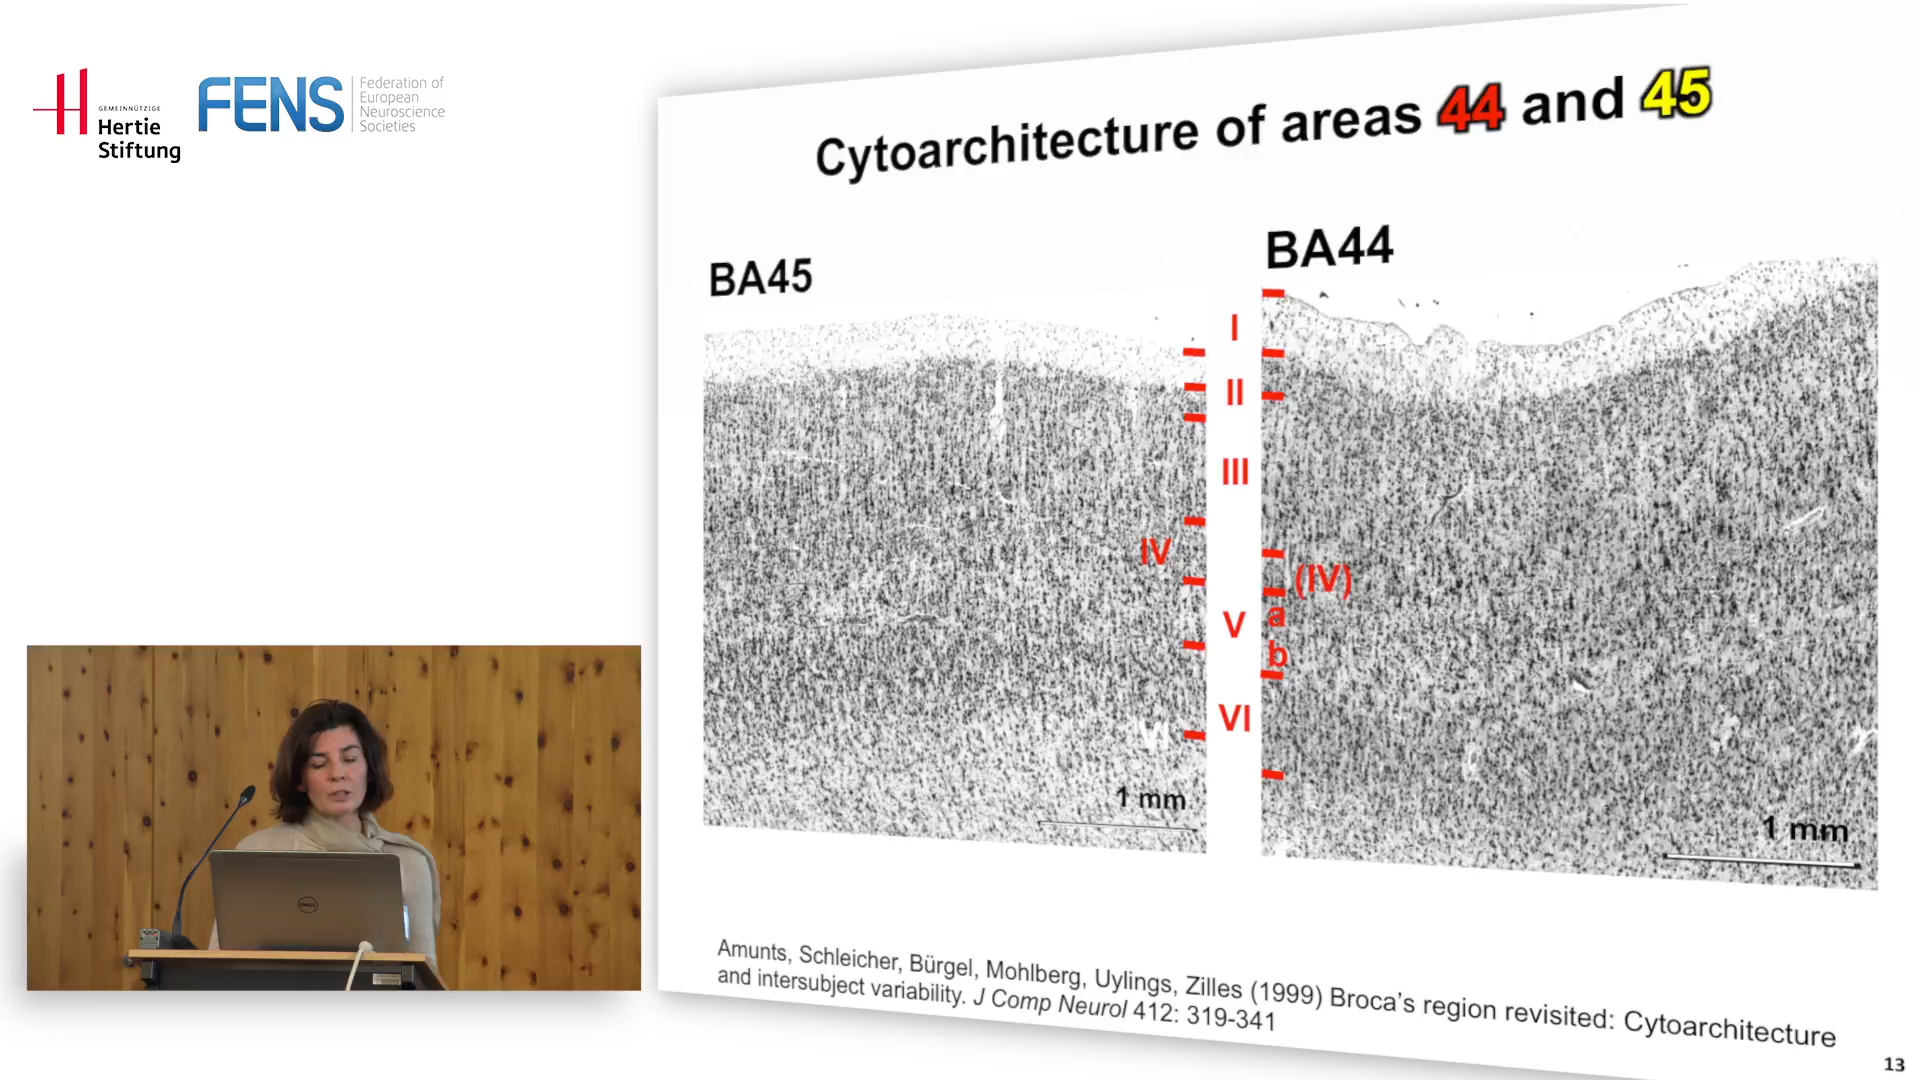 GEMEINNÜTZIGE
Hertie
Stiftung
FENS
Federation of
European
Neuroscience
Societies
Cytoarchitecture of areas 44 and 45
BA45
BA44
I
II
III
IV
(IV)
V
a
b
VI
VI
1 mm
1 mm
DELL
Amunts, Schleicher, Bürgel, Mohlberg, Uylings, Zilles (1999) Broca's region revisited: Cytoarchitecture
and intersubject variability. J Comp Neurol 412: 319-341
13